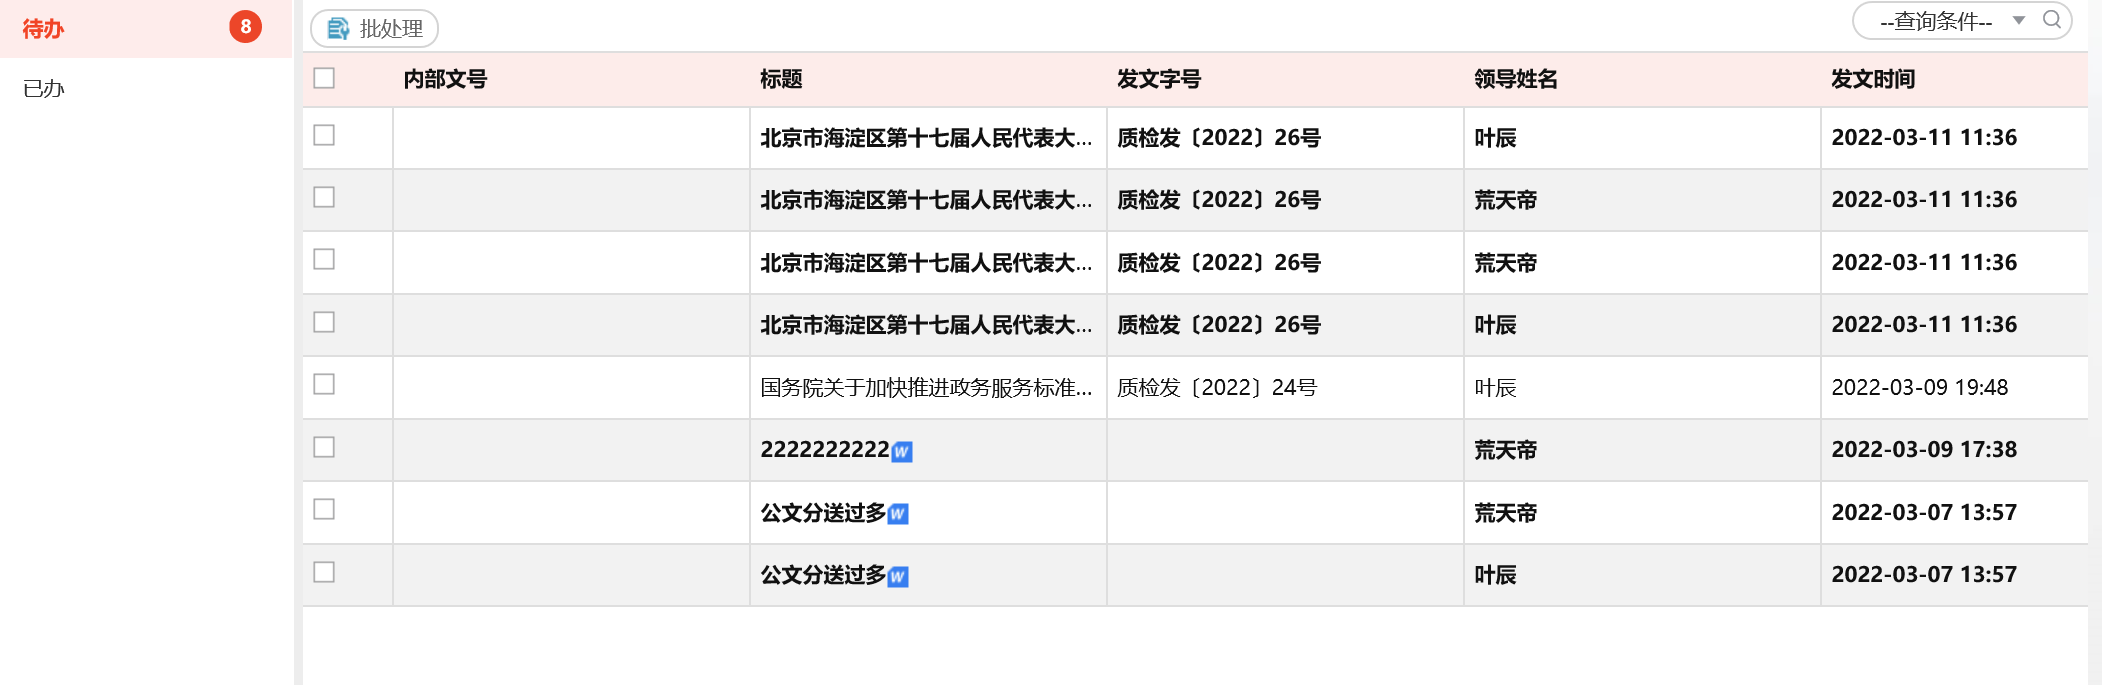 待办 8
已办
批处理
--查询条件--
内部文号 标题 发文字号 领导姓名 发文时间
北京市海淀区第十七届人民代表大... 质检发〔2022〕26号 叶辰 2022-03-11 11:36
北京市海淀区第十七届人民代表大... 质检发〔2022〕26号 荒天帝 2022-03-11 11:36
北京市海淀区第十七届人民代表大... 质检发〔2022〕26号 荒天帝 2022-03-11 11:36
北京市海淀区第十七届人民代表大... 质检发〔2022〕26号 叶辰 2022-03-11 11:36
国务院关于加快推进政务服务标准... 质检发〔2022〕24号 叶辰 2022-03-09 19:48
2222222222 W 荒天帝 2022-03-09 17:38
公文分送过多 W 荒天帝 2022-03-07 13:57
公文分送过多 W 叶辰 2022-03-07 13:57